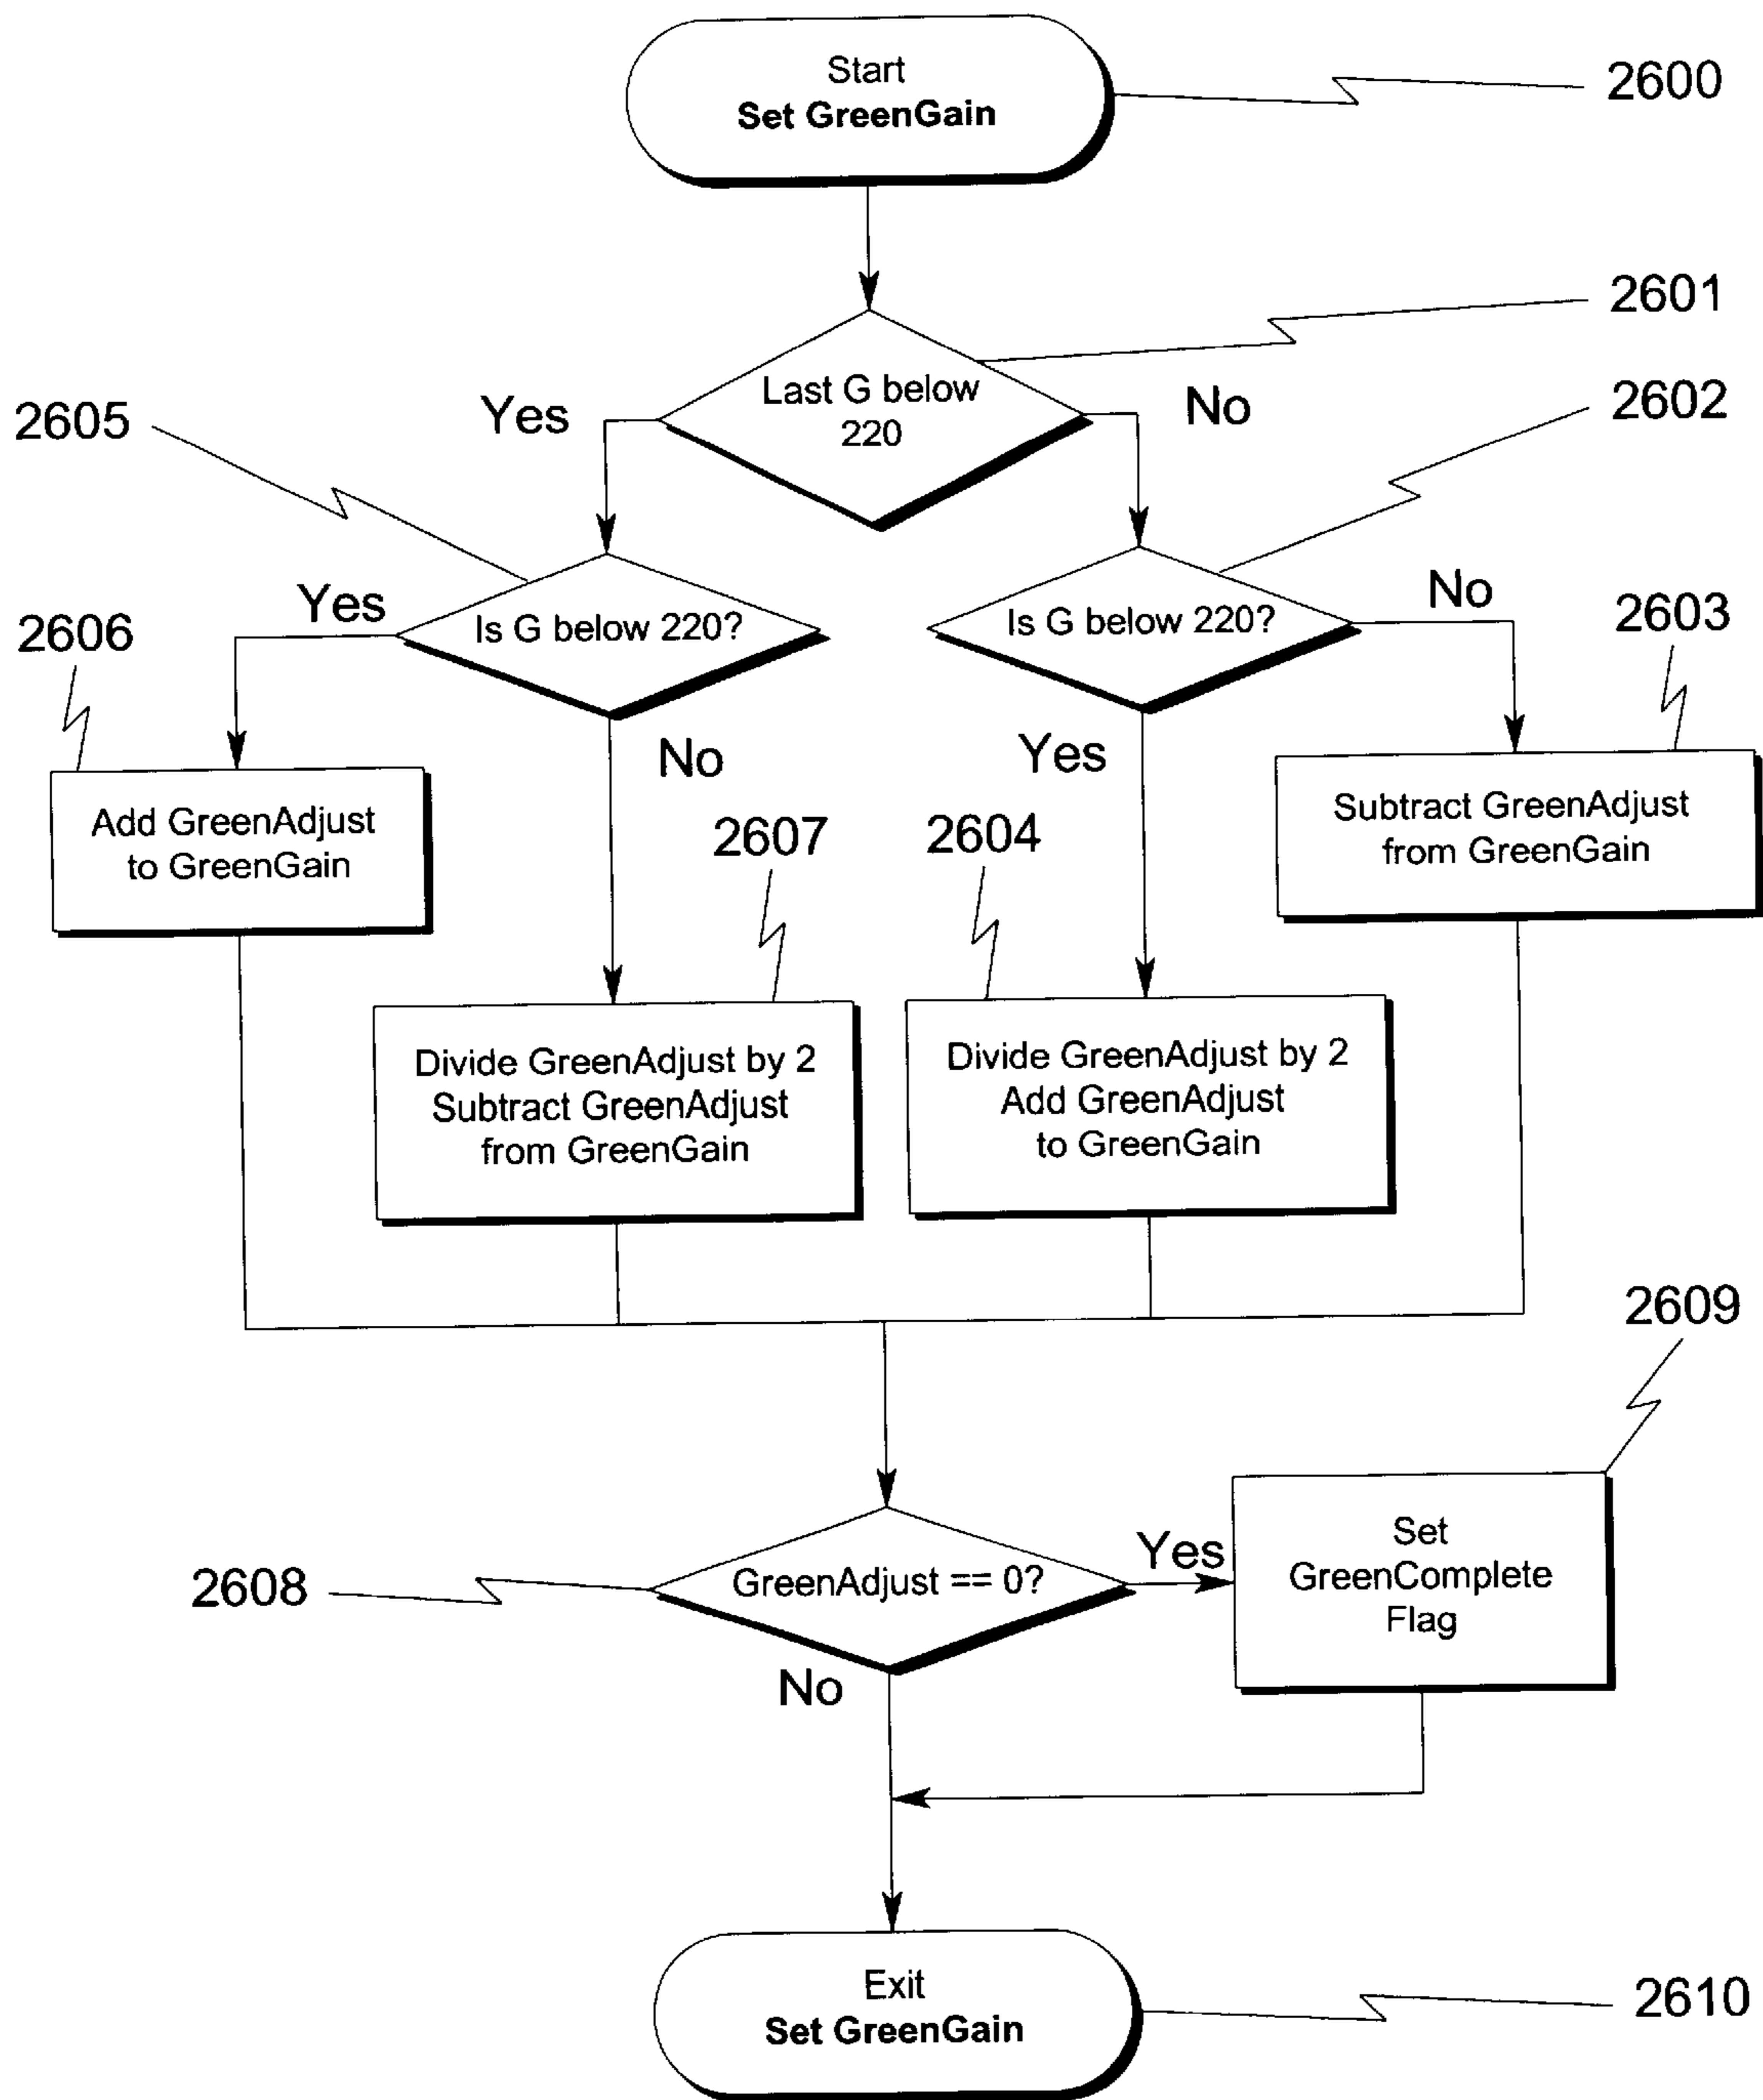 Start
Set GreenGain
2600
2601
Last G below
220
Yes
No
2605
2602
Is G below 220?
Yes
No
Is G below 220?
No
Yes
2606
2603
Add GreenAdjust
to GreenGain
Subtract GreenAdjust
from GreenGain
2607
2604
Divide GreenAdjust by 2
Subtract GreenAdjust
from GreenGain
Divide GreenAdjust by 2
Add GreenAdjust
to GreenGain
2609
2608
GreenAdjust == 0?
Yes
No
Set
GreenComplete
Flag
Exit
Set GreenGain
2610